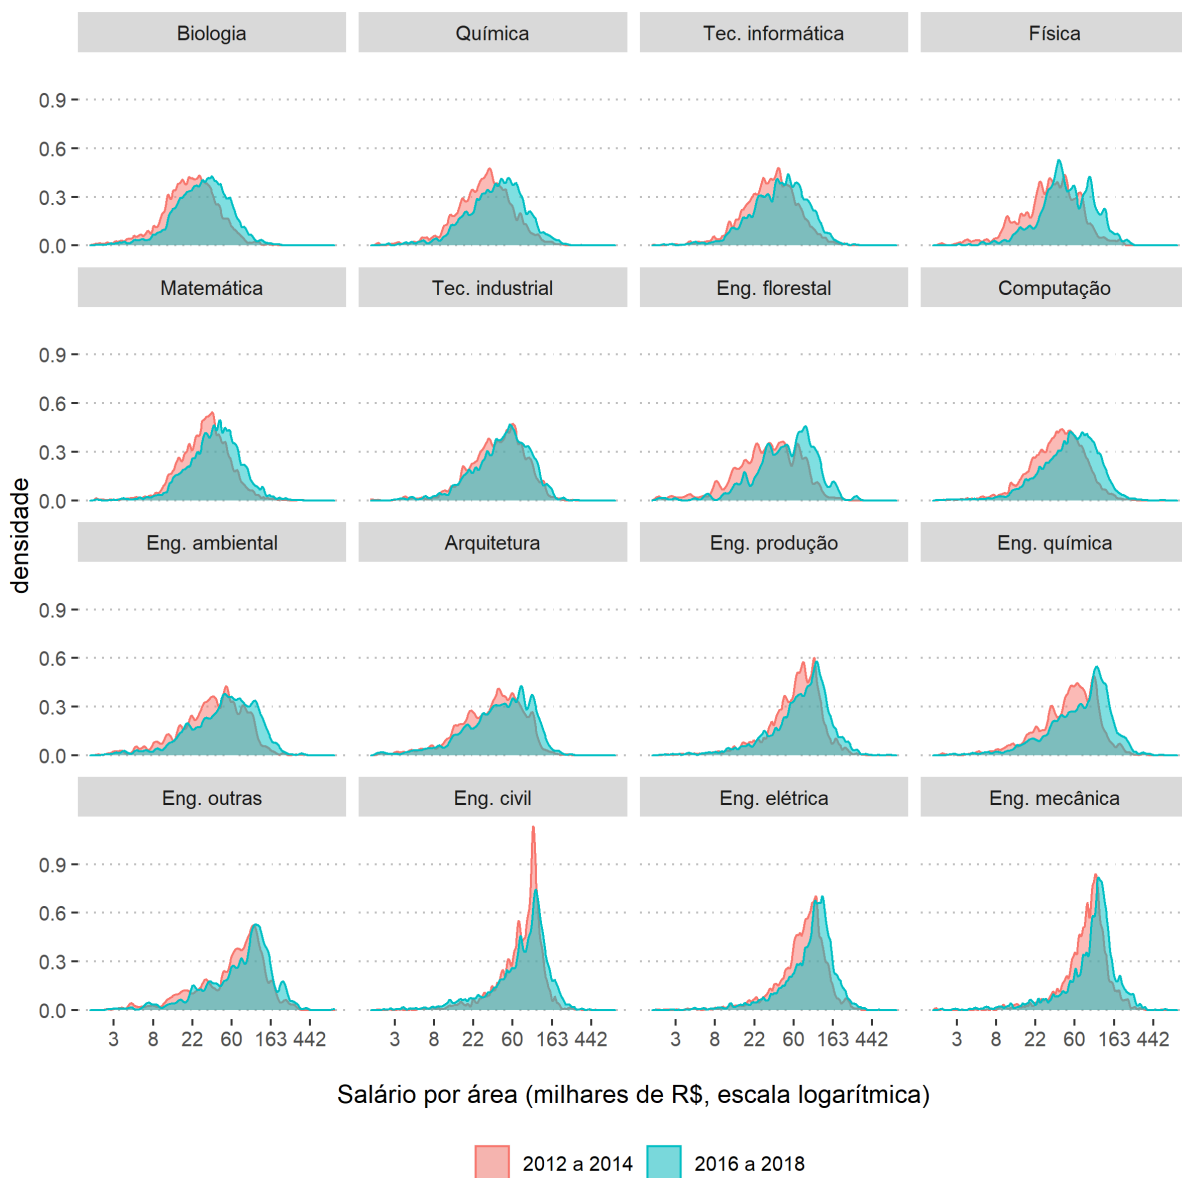 Biologia Química Tec. informática Física
0.9
0.6
0.3
0.0
Matemática Tec. industrial Eng. florestal Computação
0.9
0.6
0.3
0.0
Eng. ambiental Arquitetura Eng. produção Eng. química
0.9
0.6
0.3
0.0
Eng. outras Eng. civil Eng. elétrica Eng. mecânica
0.9
0.6
0.3
0.0
densidade
3 8 22 60 163 442 3 8 22 60 163 442 3 8 22 60 163 442 3 8 22 60 163 442
Salário por área (milhares de R$, escala logarítmica)
2012 a 2014 2016 a 2018